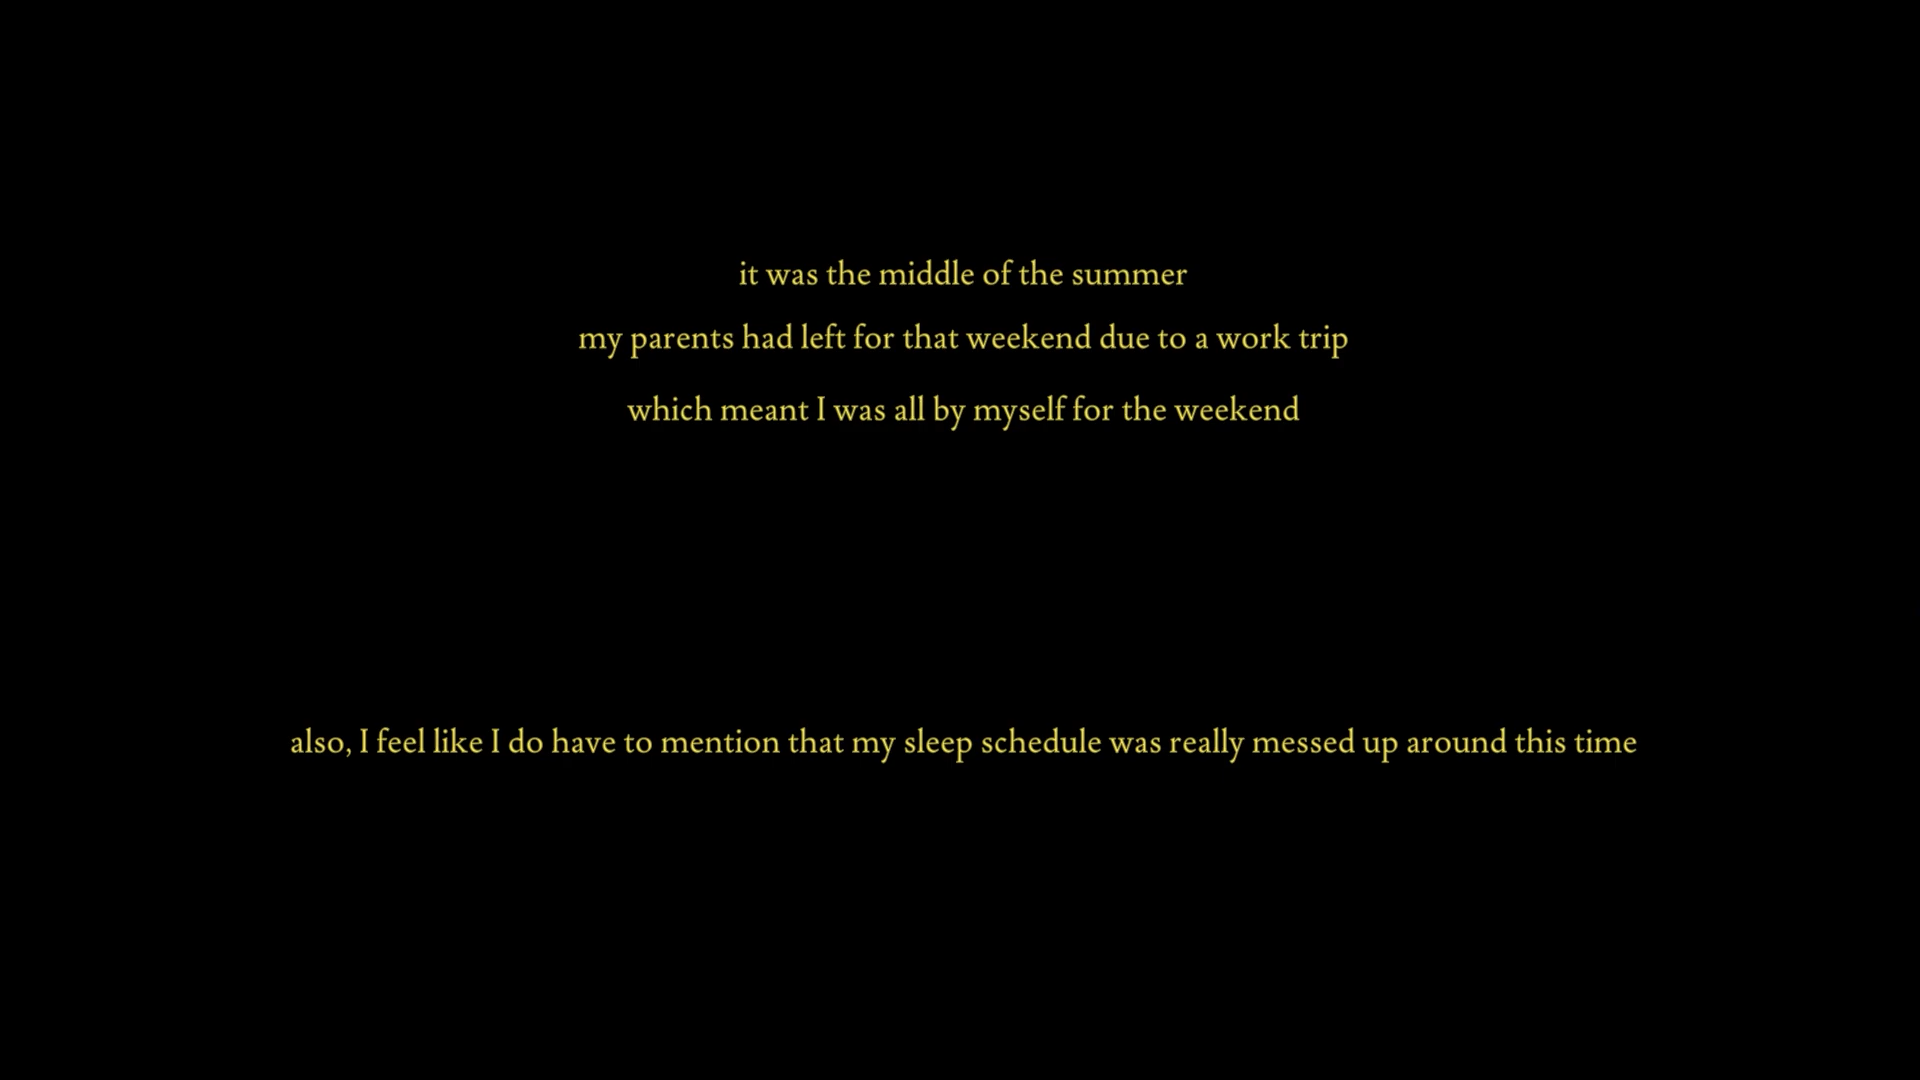 it was the middle of the summer
my parents had left for that weekend due to a work trip
which meant I was all by myself for the weekend
also, I feel like I do have to mention that my sleep schedule was really messed up around this time